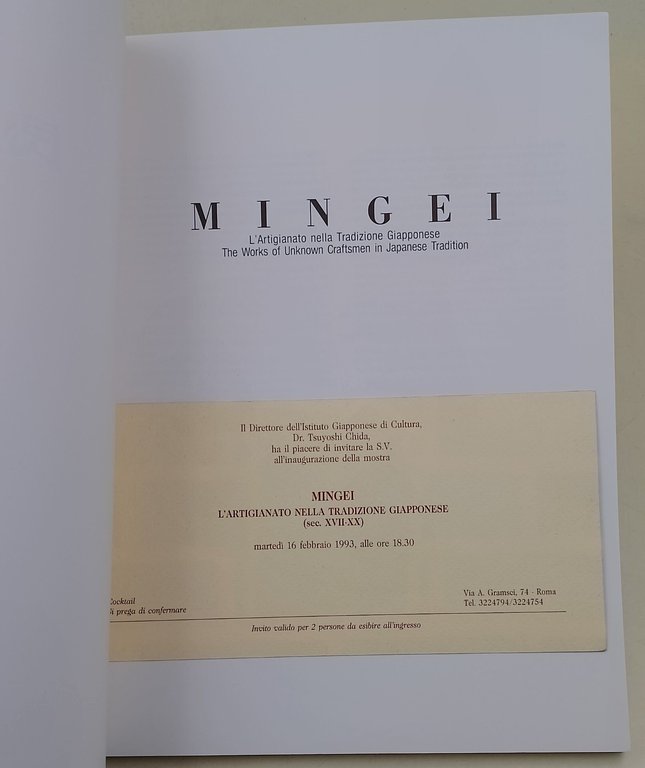 MINGEI
L'Artigianato nella Tradizione Giapponese
The Works of Unknown Craftsmen in Japanese Tradition
Il Direttore dell'Istituto Giapponese di Cultura,
Dr. Tsuyoshi Chida,
ha il piacere di invitare la S.V.
all'inaugurazione della mostra
MINGEI
L'ARTIGIANATO NELLA TRADIZIONE GIAPPONESE
(sec. XVII-XX)
martedì 16 febbraio 1993, alle ore 18.30
Cocktail
Si prega di confermare
Via A. Gramsci, 74 - Roma
Tel. 3224794/3224754
Invito valido per 2 persone da esibire all'ingresso